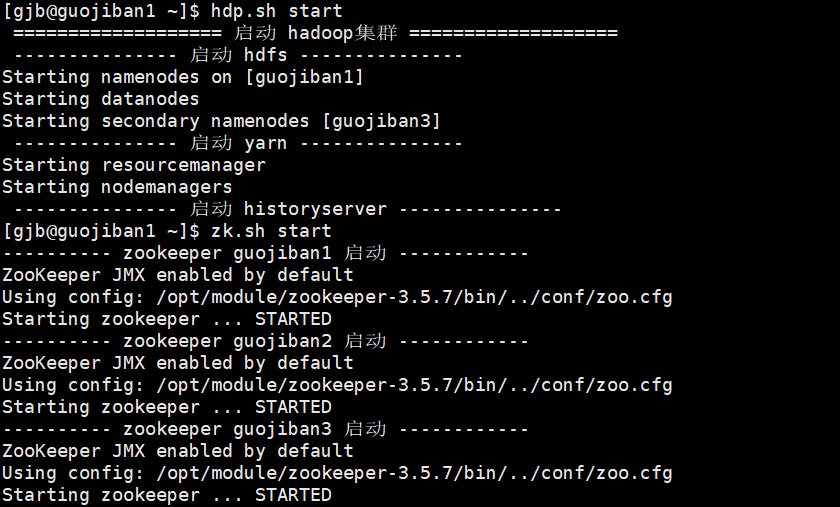 [gjb@guojiban1 ~]$ hdp.sh start
=================== 启动 hadoop集群 ===================
--------------- 启动 hdfs ---------------
Starting namenodes on [guojiban1]
Starting datanodes
Starting secondary namenodes [guojiban3]
--------------- 启动 yarn ---------------
Starting resourcemanager
Starting nodemanagers
--------------- 启动 historyserver ---------------
[gjb@guojiban1 ~]$ zk.sh start
---------- zookeeper guojiban1 启动 ------------
ZooKeeper JMX enabled by default
Using config: /opt/module/zookeeper-3.5.7/bin/../conf/zoo.cfg
Starting zookeeper ... STARTED
---------- zookeeper guojiban2 启动 ------------
ZooKeeper JMX enabled by default
Using config: /opt/module/zookeeper-3.5.7/bin/../conf/zoo.cfg
Starting zookeeper ... STARTED
---------- zookeeper guojiban3 启动 ------------
ZooKeeper JMX enabled by default
Using config: /opt/module/zookeeper-3.5.7/bin/../conf/zoo.cfg
Starting zookeeper ... STARTED